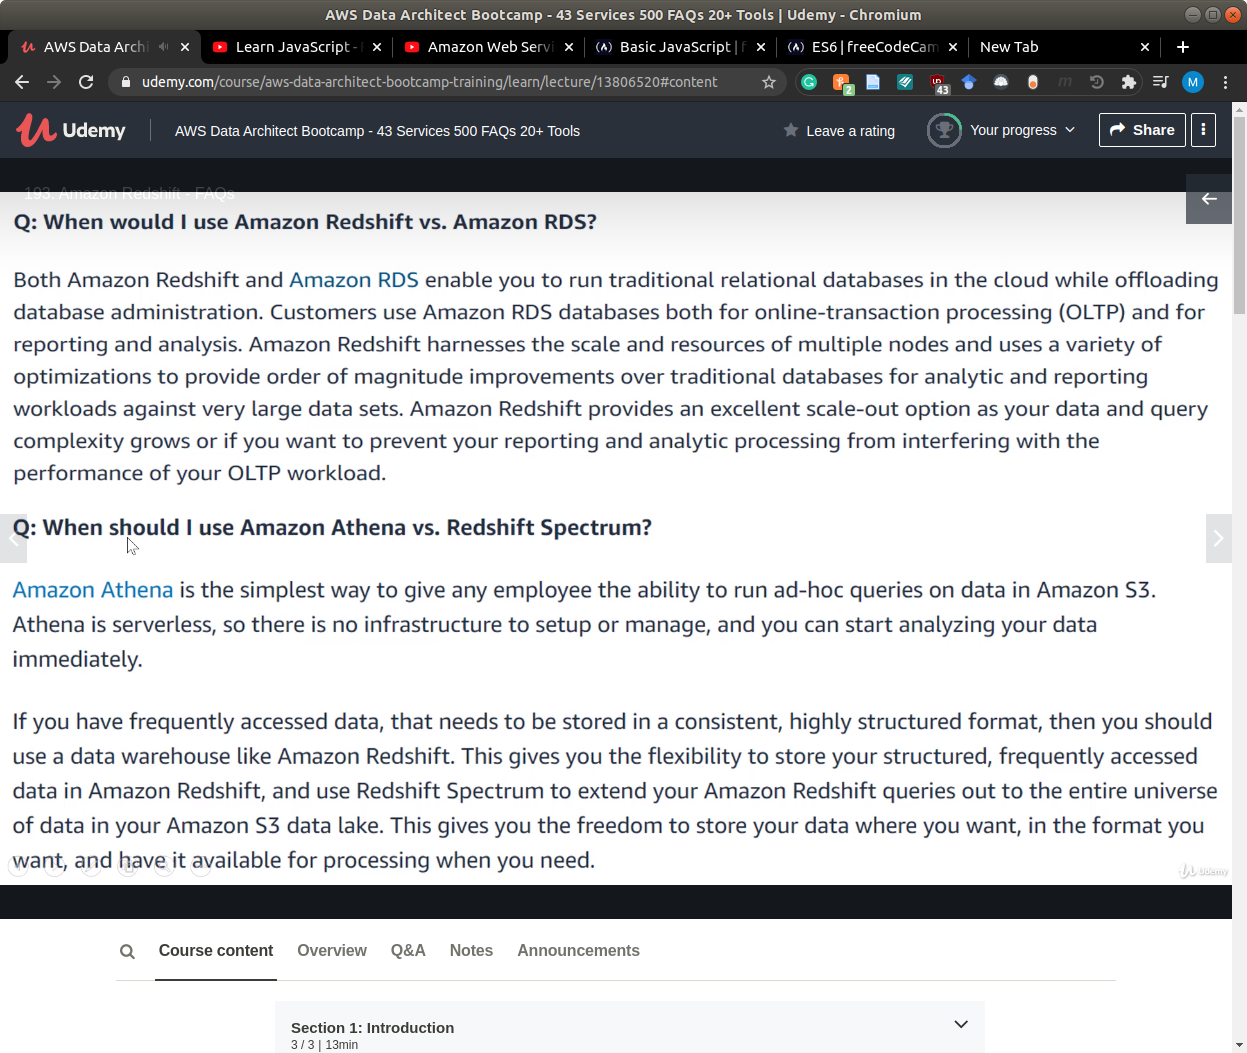 AWS Data Architect Bootcamp - 43 Services 500 FAQs 20+ Tools | Udemy - Chromium
AWS Data Archi
Learn JavaScript -
Amazon Web Servi
Basic JavaScript | f
ES6 | freeCodeCam
New Tab
udemy.com/course/aws-data-architect-bootcamp-training/learn/lecture/13806520#content
2
43
M
Udemy
AWS Data Architect Bootcamp - 43 Services 500 FAQs 20+ Tools
Leave a rating
Your progress
Share
193. Amazon Redshift - FAQs
Q: When would I use Amazon Redshift vs. Amazon RDS?
Both Amazon Redshift and Amazon RDS enable you to run traditional relational databases in the cloud while offloading
database administration. Customers use Amazon RDS databases both for online-transaction processing (OLTP) and for
reporting and analysis. Amazon Redshift harnesses the scale and resources of multiple nodes and uses a variety of
optimizations to provide order of magnitude improvements over traditional databases for analytic and reporting
workloads against very large data sets. Amazon Redshift provides an excellent scale-out option as your data and query
complexity grows or if you want to prevent your reporting and analytic processing from interfering with the
performance of your OLTP workload.
Q: When should I use Amazon Athena vs. Redshift Spectrum?
Amazon Athena is the simplest way to give any employee the ability to run ad-hoc queries on data in Amazon S3.
Athena is serverless, so there is no infrastructure to setup or manage, and you can start analyzing your data
immediately.
If you have frequently accessed data, that needs to be stored in a consistent, highly structured format, then you should
use a data warehouse like Amazon Redshift. This gives you the flexibility to store your structured, frequently accessed
data in Amazon Redshift, and use Redshift Spectrum to extend your Amazon Redshift queries out to the entire universe
of data in your Amazon S3 data lake. This gives you the freedom to store your data where you want, in the format you
want, and have it available for processing when you need.
Udemy
Course content
Overview
Q&A
Notes
Announcements
Section 1: Introduction
3 / 3 | 13min